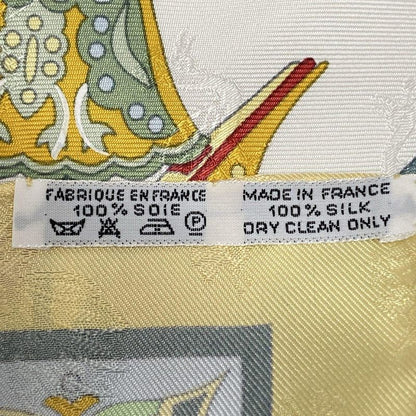 FABRIQUE EN FRANCE
100% SOIE
P
MADE IN FRANCE
100% SILK
DRY CLEAN ONLY